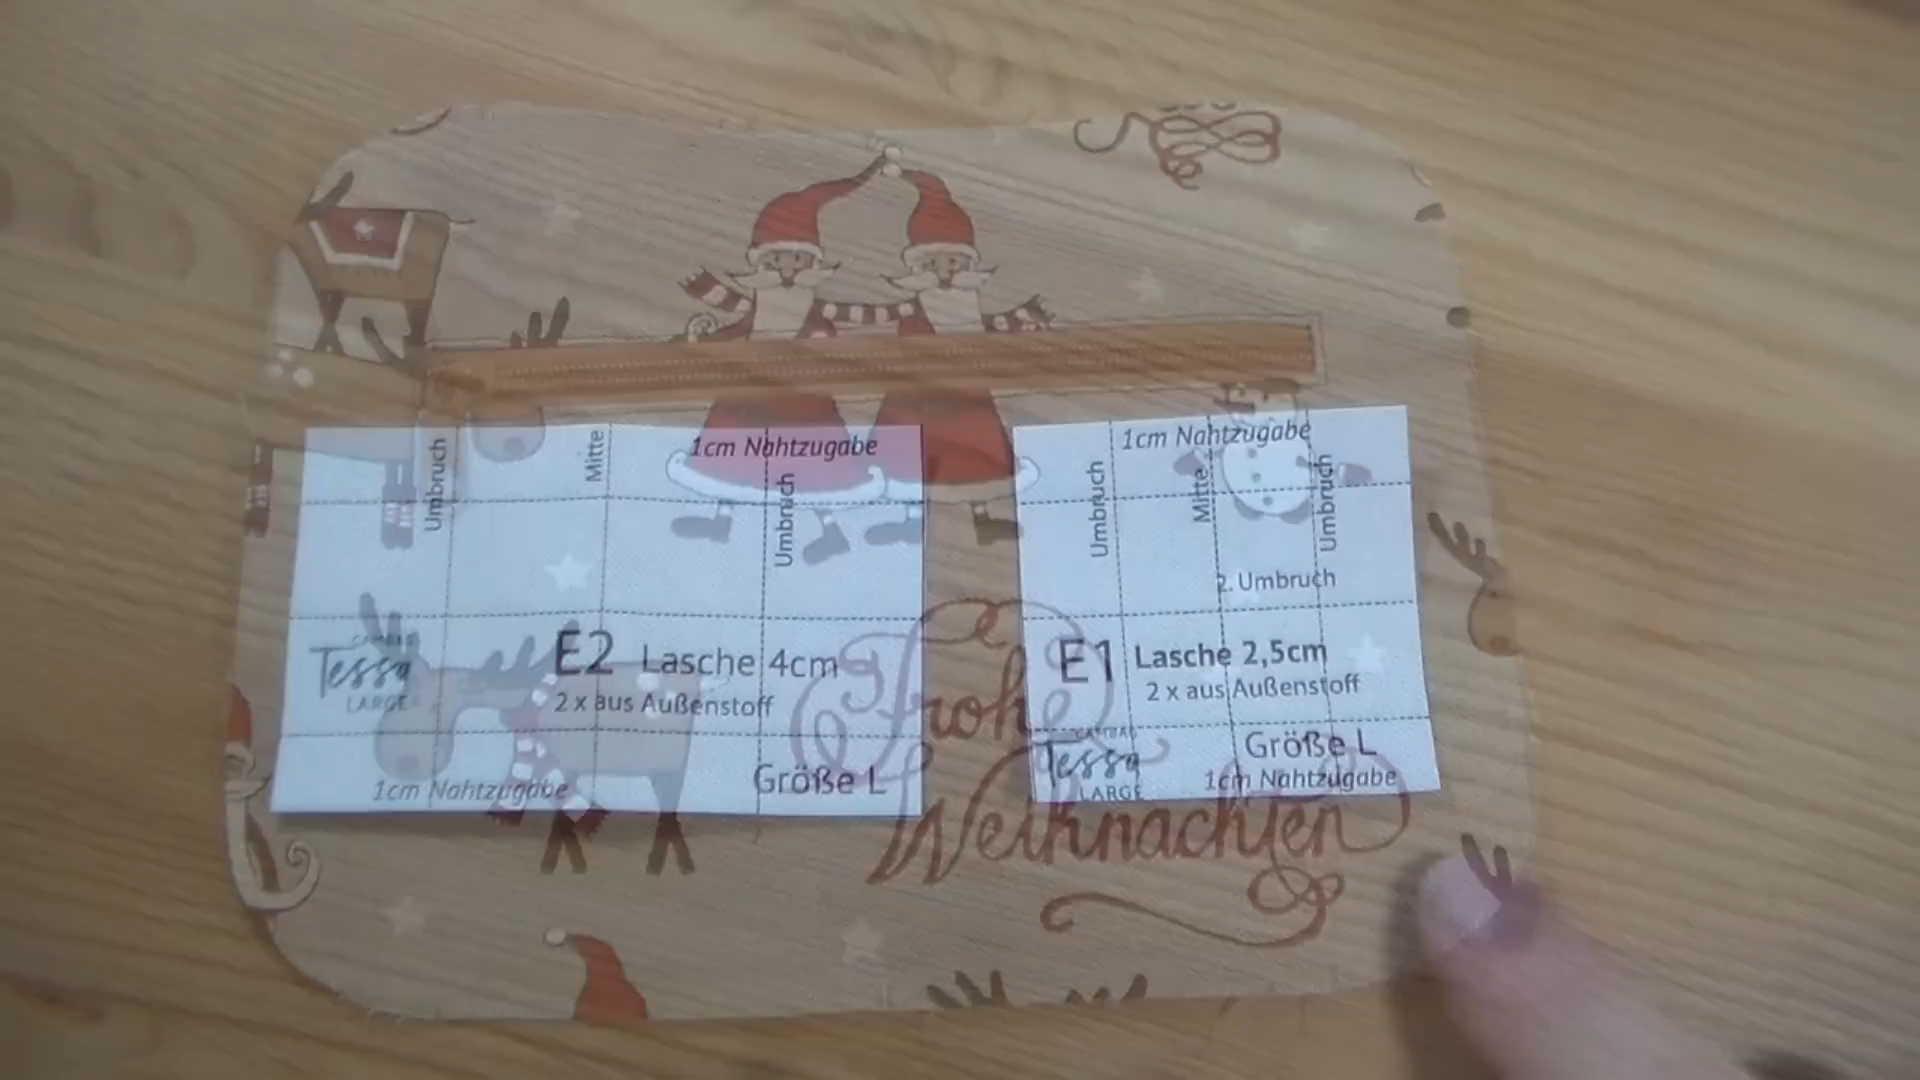 1cm Nahtzugabe
Umbruch
Mitte
Umbruch
E2 Lasche 4cm
2 x aus Außenstoff
Tessa
LARGE
1cm Nahtzugabe
Größe L
1cm Nahtzugabe
Umbruch
Mitte
Umbruch
2. Umbruch
E1 Lasche 2,5cm
2 x aus Außenstoff
Tessa
LARGE
Größe L
1cm Nahtzugabe
Frohe
Weihnachten